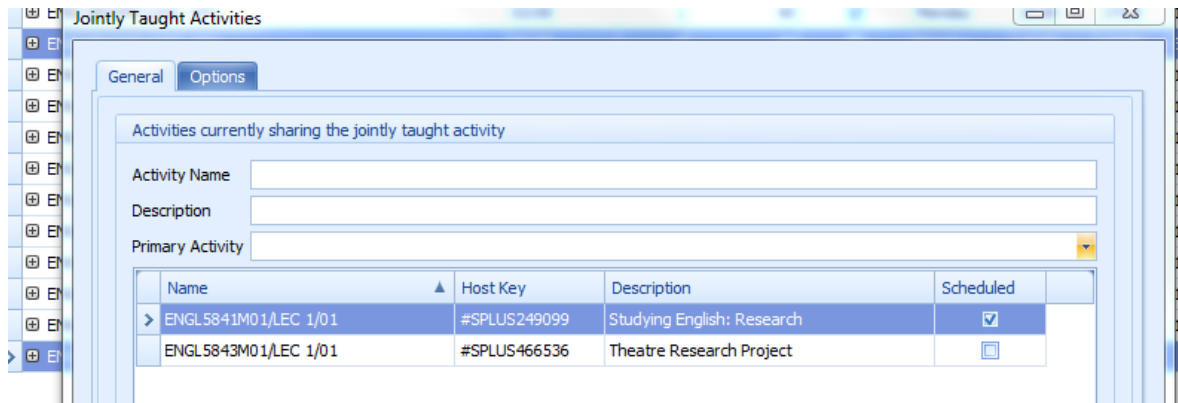 Jointly Taught Activities
General Options
Activities currently sharing the jointly taught activity
Activity Name
Description
Primary Activity
Name Host Key Description Scheduled
ENGL5841M01/LEC 1/01 #SPLUS249099 Studying English: Research
ENGL5843M01/LEC 1/01 #SPLUS466536 Theatre Research Project